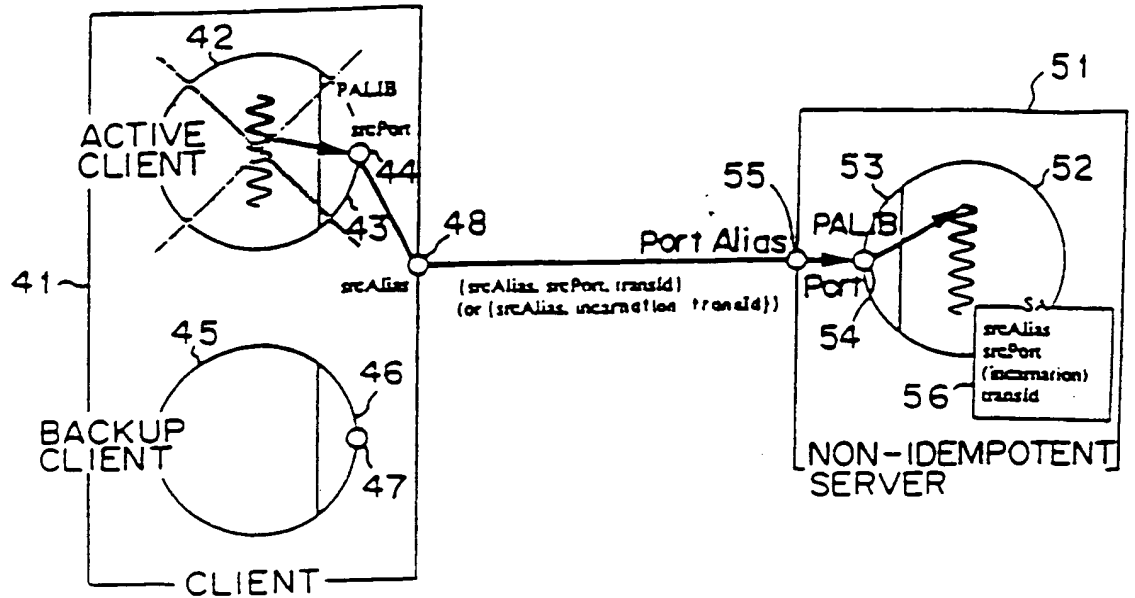 42
PALIB
srcPort
ACTIVE
CLIENT
44
43
48
41
srcAlias
(srcAlias, srcPort, transId)
(or (srcAlias, incarnation transId))
45
46
BACKUP
CLIENT
47
CLIENT
51
55
53
52
Port Alias
PALIB
Port
54
SA
srcAlias
srcPort
(incarnation)
transId
56
NON-IDEMPOTENT
SERVER